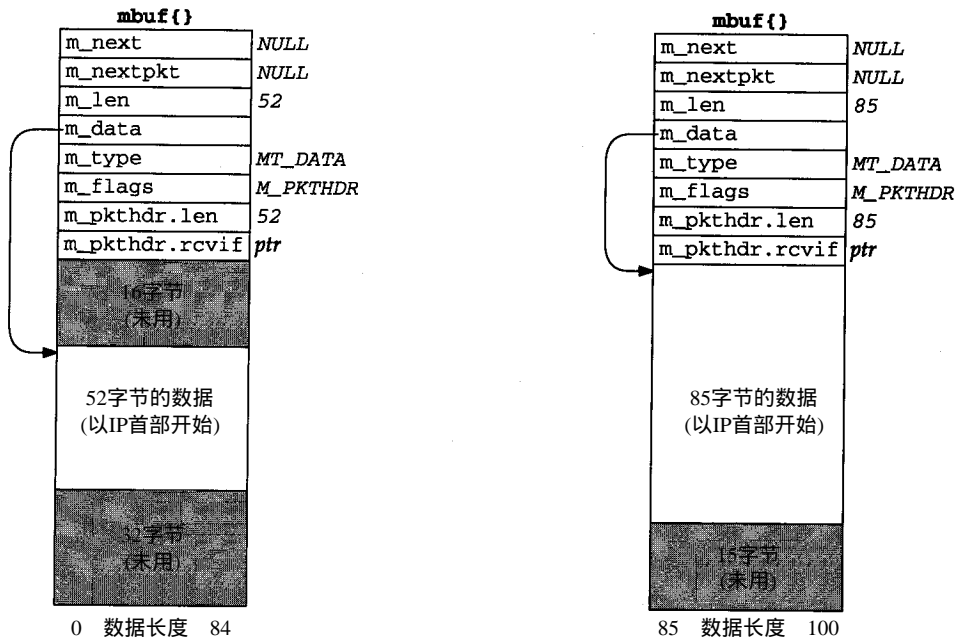 mbuf{}
m_next NULL
m_nextpkt NULL
m_len 52
m_data
m_type MT_DATA
m_flags M_PKTHDR
m_pkthdr.len 52
m_pkthdr.rcvif ptr
16字节
(未用)
52字节的数据
(以IP首部开始)
32字节
(未用)
0 数据长度 84
mbuf{}
m_next NULL
m_nextpkt NULL
m_len 85
m_data
m_type MT_DATA
m_flags M_PKTHDR
m_pkthdr.len 85
m_pkthdr.rcvif ptr
85字节的数据
(以IP首部开始)
15字节
(未用)
85 数据长度 100